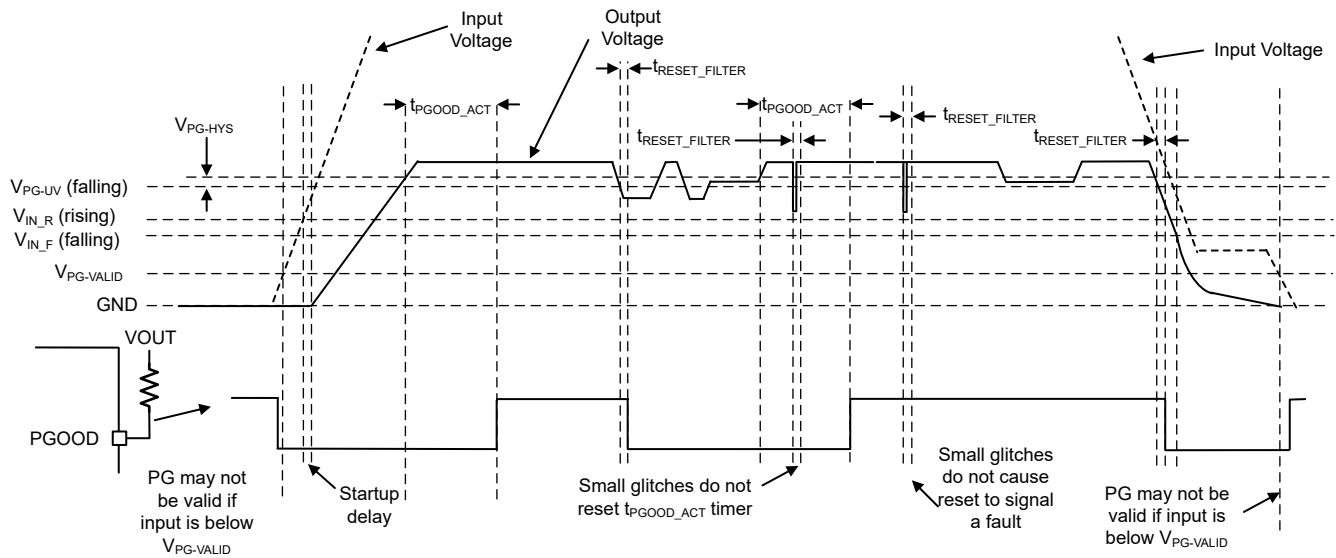 Input
Voltage
Output
Voltage
Input Voltage
tRESET_FILTER
tPGOOD_ACT
tPGOOD_ACT
tRESET_FILTER
tRESET_FILTER
tRESET_FILTER
VPG-HYS
VPG-UV (falling)
VIN_R (rising)
VIN_F (falling)
VPG-VALID
GND
VOUT
PGOOD
PG may not
be valid if
input is below
VPG-VALID
Startup
delay
Small glitches do not
reset tPGOOD_ACT timer
Small glitches
do not cause
reset to signal
a fault
PG may not be
valid if input is
below VPG-VALID